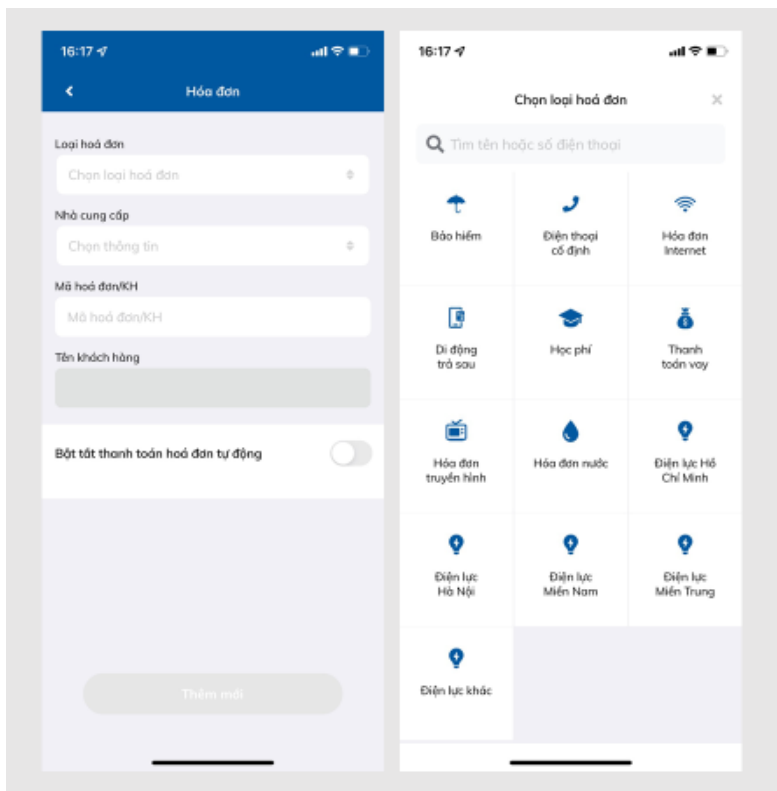 16:17
Hóa đơn
Loại hoá đơn
Chọn loại hoá đơn
Nhà cung cấp
Chọn thông tin
Mã hoá đơn/KH
Mã hoá đơn/KH
Tên khách hàng
Bật tắt thanh toán hoá đơn tự động
Thêm mới
16:17
Chọn loại hoá đơn
Tìm tên hoặc số điện thoại
Bảo hiểm
Điện thoại
cố định
Hóa đơn
Internet
Di động
trả sau
Học phí
Thanh
toán vay
Hóa đơn
truyền hình
Hóa đơn nước
Điện lực Hồ
Chí Minh
Điện lực
Hà Nội
Điện lực
Miền Nam
Điện lực
Miền Trung
Điện lực khác